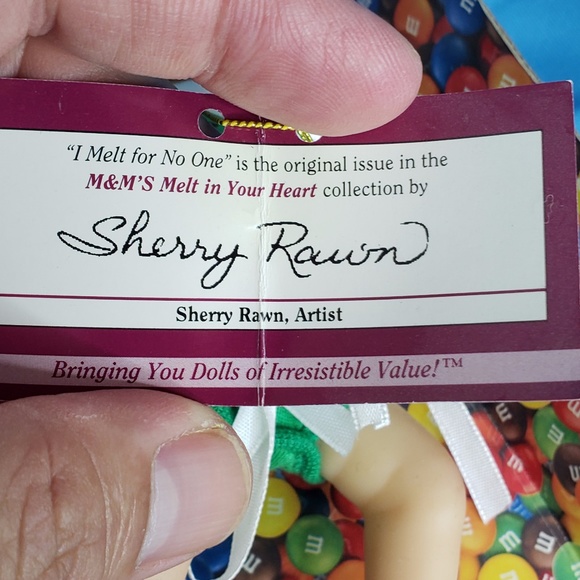 "I Melt for No One" is the original issue in the
M&M'S Melt in Your Heart collection by
Sherry Rawn
Sherry Rawn, Artist
Bringing You Dolls of Irresistible Value!™
m
m
m
m
m
m
m
m
m
m